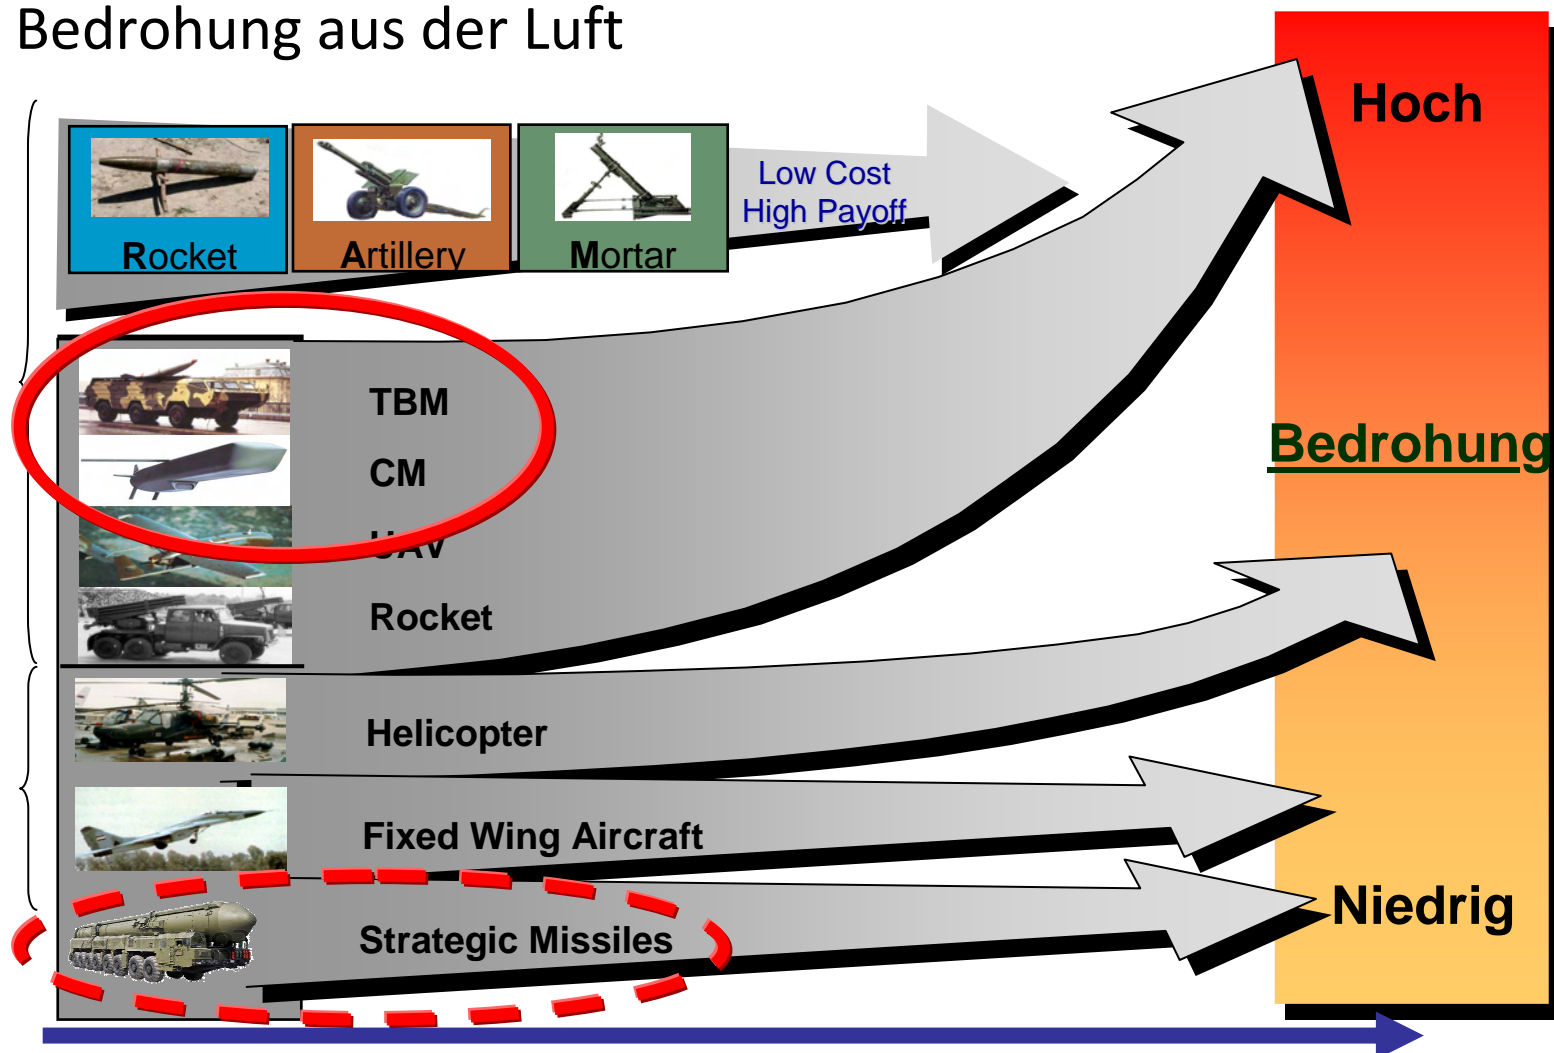 Bedrohung aus der Luft
Hoch
Low Cost
High Payoff
Rocket
Artillery
Mortar
TBM
Bedrohung
CM
UAV
Rocket
Helicopter
Fixed Wing Aircraft
Niedrig
Strategic Missiles